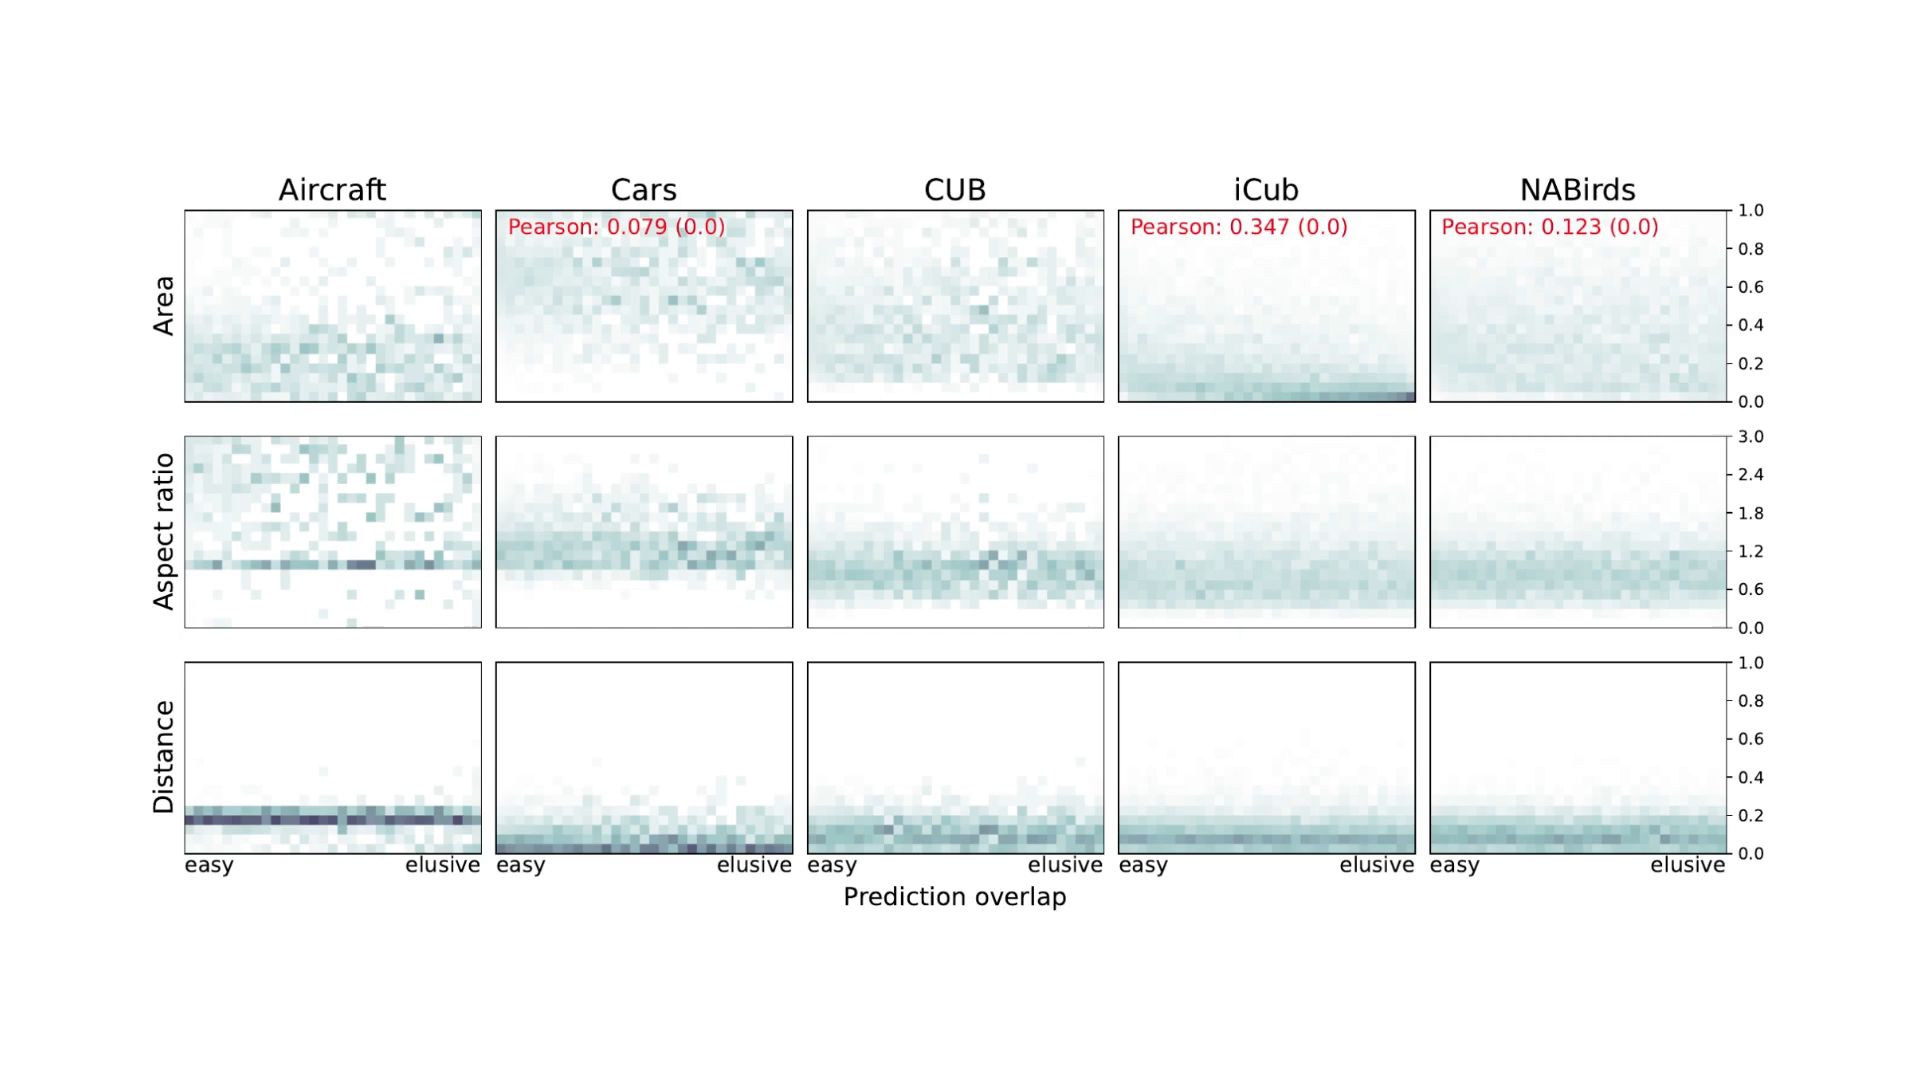 Aircraft Cars CUB iCub NABirds
Pearson: 0.079 (0.0) Pearson: 0.347 (0.0) Pearson: 0.123 (0.0)
Area
1.0
0.8
0.6
0.4
0.2
0.0
Aspect ratio
3.0
2.4
1.8
1.2
0.6
0.0
Distance
1.0
0.8
0.6
0.4
0.2
0.0
easy elusive easy elusive easy elusive easy elusive easy elusive
Prediction overlap